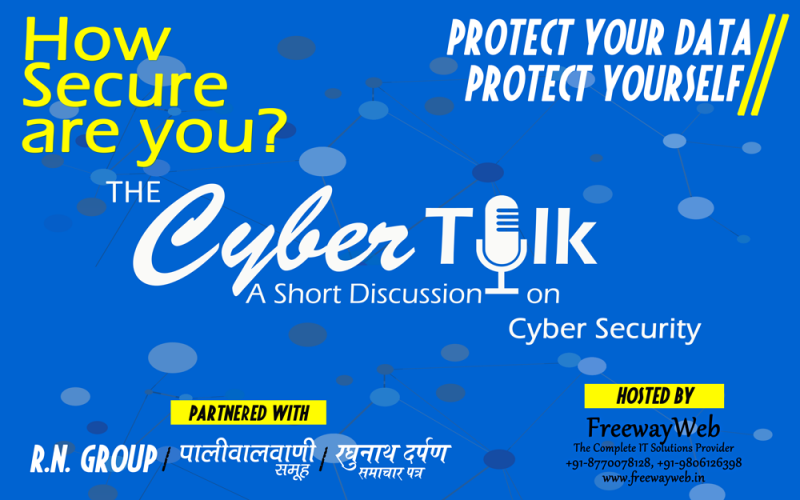 How
Secure
are you?
PROTECT YOUR DATA
PROTECT YOURSELF
THE
Cyber Talk
A Short Discussion on
Cyber Security
PARTNERED WITH
R.N. GROUP / पालीवालवाणी समूह / रघुनाथ दर्पण समाचार पत्र
HOSTED BY
FreewayWeb
The Complete IT Solutions Provider
+91-8770078128, +91-9806126398
www.freewayweb.in